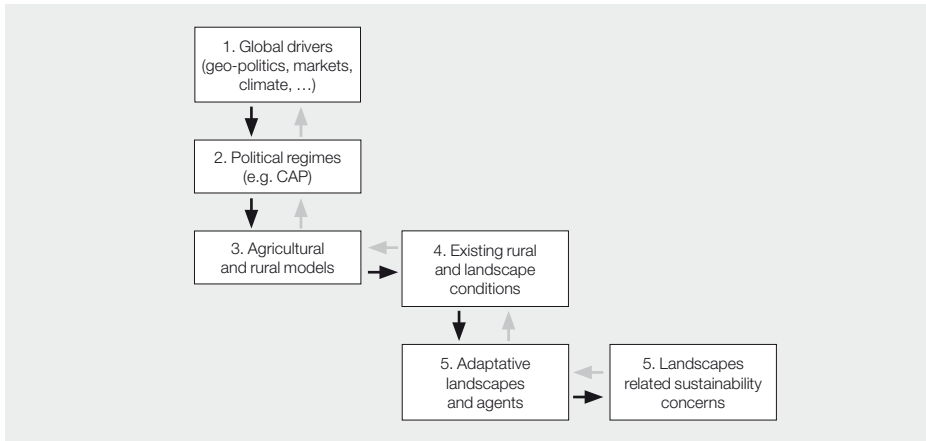 1. Global drivers
(geo-politics, markets,
climate, …)
2. Political regimes
(e.g. CAP)
3. Agricultural
and rural models
4. Existing rural
and landscape
conditions
5. Adaptative
landscapes
and agents
5. Landscapes
related sustainability
concerns